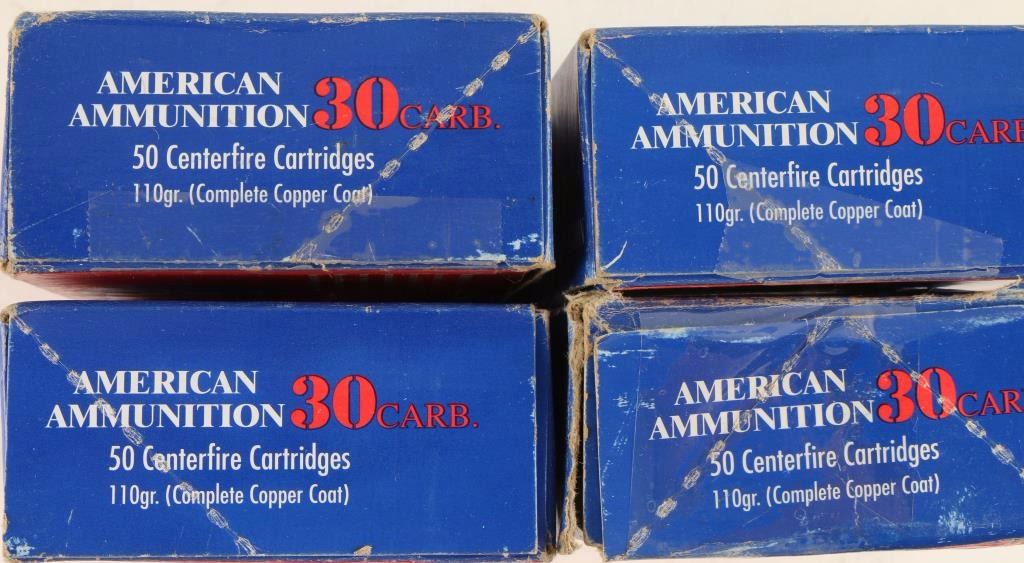 AMERICAN
AMMUNITION 30 CARB.
50 Centerfire Cartridges
110gr. (Complete Copper Coat)
AMERICAN
AMMUNITION 30 CARB
50 Centerfire Cartridges
110gr. (Complete Copper Coat)
AMERICAN
AMMUNITION 30 CARB.
50 Centerfire Cartridges
110gr. (Complete Copper Coat)
AMERICAN
AMMUNITION 30 CAR
50 Centerfire Cartridges
110gr. (Complete Copper Coat)